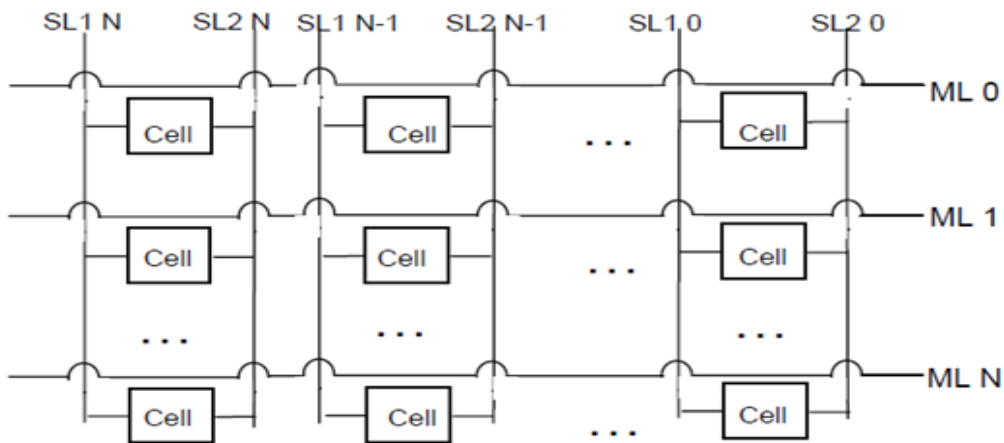 SL1 N SL2 N SL1 N-1 SL2 N-1 SL1 0 SL2 0
ML 0
Cell Cell Cell
...
ML 1
Cell Cell Cell
...
... ... ...
ML N
Cell Cell Cell
...